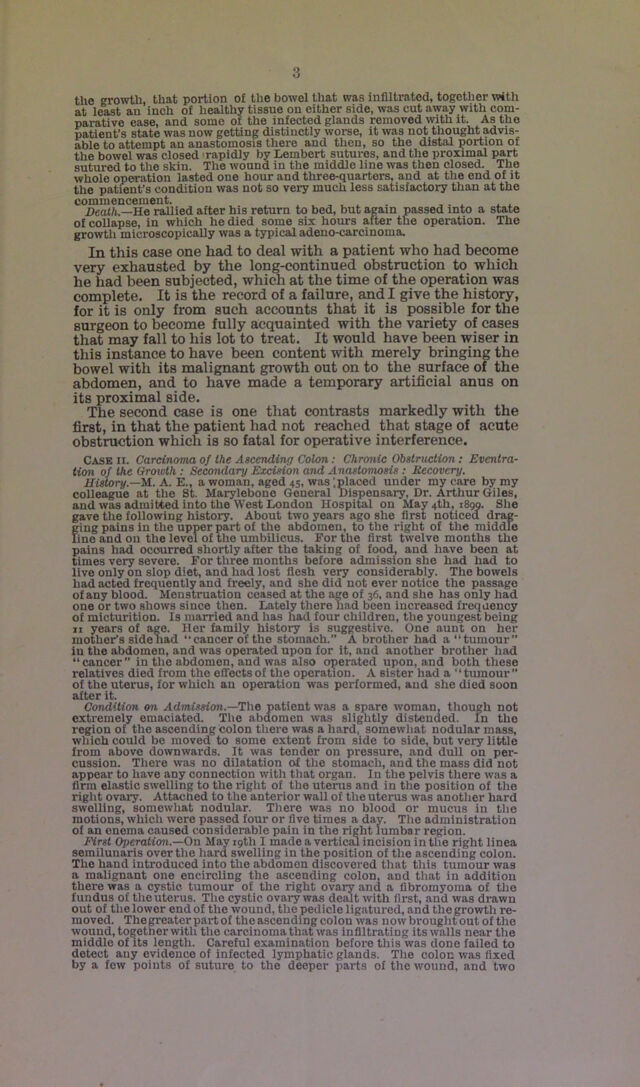 3
the growth, that portion of the bowel that was infiltrated, together with
at least an inch of healthy tissue on either side, was cut away with com-
parative ease, and some of the infected glands removed with it. As the
patient's state was now getting distinctly worse, it was not thought advis-
able to attempt an anastomosis there and then, so the distal portion of
the bowel was closed rapidly by Lembert sutures, and the proximal part
sutured to the skin. The wound in the middle line was then closed. The
whole operation lasted one hour and three-quarters, and at the end of it
the patient's condition was not so very much less satisfactory than at the
commencement.
Death.—He rallied after his return to bed, but again passed into a state
of collapse, in which he died some six hours after the operation. The
growth microscopically was a typical adeno-carcinoma.
In this case one had to deal with a patient who had become
very exhausted by the long-continued obstruction to which
he had been subjected, which at the time of the operation was
complete. It is the record of a failure, and I give the history,
for it is only from such accounts that it is possible for the
surgeon to become fully acquainted with the variety of cases
that may fall to his lot to treat. It would have been wiser in
this instance to have been content with merely bringing the
bowel with its malignant growth out on to the surface of the
abdomen, and to have made a temporary artificial anus on
its proximal side.
The second case is one that contrasts markedly with the
first, in that the patient had not reached that stage of acute
obstruction which is so fatal for operative interference.
CASE II. Carcinoma of the Ascending Colon: Chronic Obstruction: Eventra-
tion of the Growth: Secondary Excision and Anastomosis: Recovery.
History.—M. A. E., a woman, aged 45, was placed under my care by my
colleague at the St. Marylebone General Dispensary, Dr. Arthur Giles,
and was admitted into the West London Hospital on May 4th, 1899. She
gave the following history. About two years ago she first noticed drag-
ging pains in the upper part of the abdomen, to the right of the middle
line and on the level of the umbilicus. For the first twelve months the
pains had occurred shortly after the taking of food, and have been at
times very severe. For three months before admission she had had to
live only on slop diet, and had lost flesh very considerably. The bowels
had acted frequently and freely, and she did not ever notice the passage
of any blood. Menstruation ceased at the age of 36, and she has only had
one or two shows since then. Lately there had been increased frequency
of micturition. Is married and has had four children, the youngest being
11 years of age. Her family history is suggestive. One aunt on her
mother's side had "cancer of the stomach." A brother had a "tumour"
in the abdomen, and was operated upon for it, and another brother had
"cancer" in the abdomen, and was also operated upon, and both these
relatives died from the effects of the operation. A sister had a "tumour"
of the uterus, for which an operation was performed, and she died soon
after it.
Condition on Admission.—The patient was a spare woman, though not
extremely emaciated. The abdomen was slightly distended. In the
region of the ascending colon there was a hard, somewhat nodular mass,
which could be moved to some extent from side to side, but very little
from above downwards. It was tender on pressure, and dull on per-
cussion. There was no dilatation of the stomach, and the mass did not
appear to have any connection with that organ. In the pelvis there was a
firm elastic swelling to the right of the uterus and in the position of the
right ovary. Attached to the anterior wall of the uterus was another hard
swelling, somewhat nodular. There was no blood or mucus in the
motions, which were passed four or five times a day. The administration
of an enema caused considerable pain in the right lumbar region.
First Operation.—On May 19th I made a vertical incision in the right linea
semilunaris over the hard swelling in the position of the ascending colon.
The hand introduced into the abdomen discovered that this tumour was
a malignant one encircling the ascending colon, and that in addition
there was a cystic tumour of the right ovary and a fibromyoma of the
fundus of the uterus. The cystic ovary was dealt with first, and was drawn
out of the lower end of the wound, the pedicle ligatured, and the growth re-
moved. The greater part of the ascending colon was now brought out of the
wound, together with the carcinoma that was infiltrating its walls near the
middle of its length. Careful examination before this was done failed to
detect any evidence of infected lymphatic glands. The colon was fixed
by a few points of suture to the deeper parts of the wound, and two